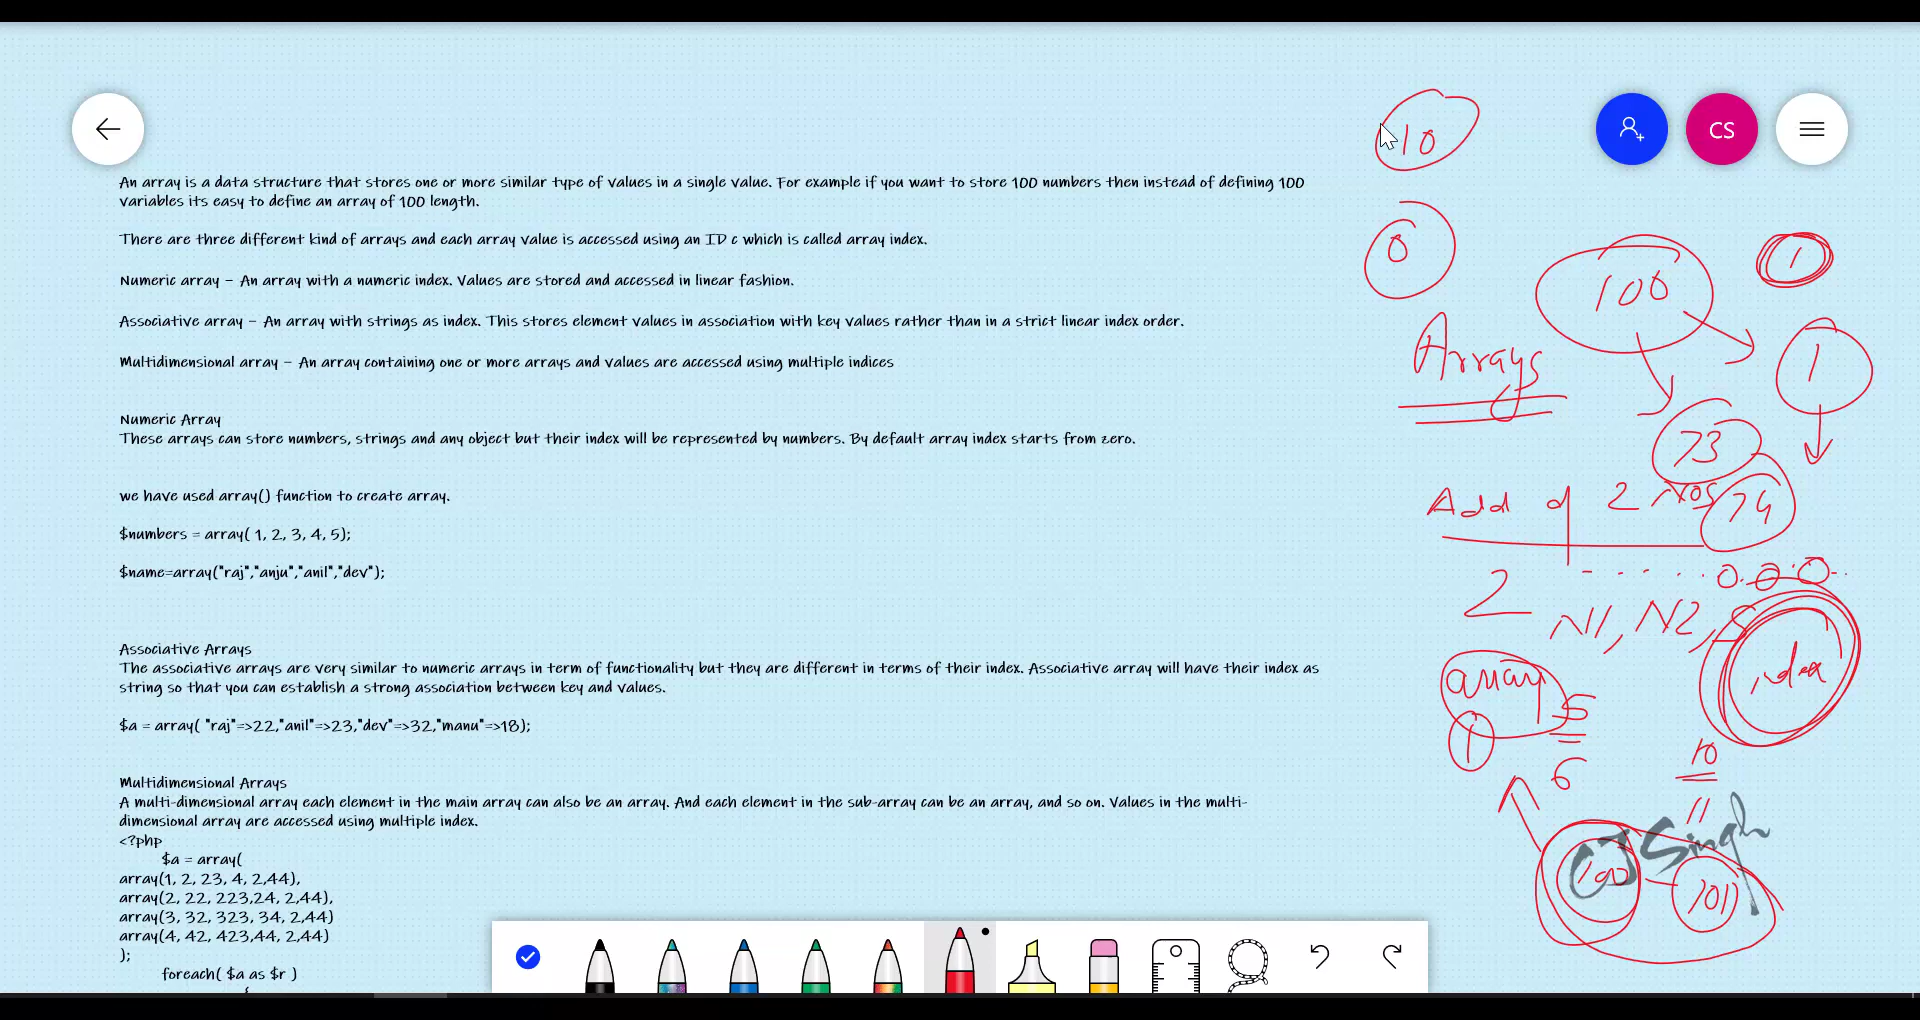 An array is a data structure that stores one or more similar type of values in a single value. For example if you want to store 100 numbers then instead of defining 100
variables its easy to define an array of 100 length.
There are three different kind of arrays and each array value is accessed using an ID c which is called array index.
Numeric array – An array with a numeric index. Values are stored and accessed in linear fashion.
Associative array – An array with strings as index. This stores element values in association with key values rather than in a strict linear index order.
Multidimensional array – An array containing one or more arrays and values are accessed using multiple indices
Numeric Array
These arrays can store numbers, strings and any object but their index will be represented by numbers. By default array index starts from zero.
we have used array() function to create array.
$numbers = array( 1, 2, 3, 4, 5);
$name=array("raj","anju","anil","dev");
Associative Arrays
The associative arrays are very similar to numeric arrays in term of functionality but they are different in terms of their index. Associative array will have their index as
string so that you can establish a strong association between key and values.
$a = array( "raj"=>22,"anil"=>23,"dev"=>32,"manu"=>18);
Multidimensional Arrays
A multi-dimensional array each element in the main array can also be an array. And each element in the sub-array can be an array, and so on. Values in the multi-
dimensional array are accessed using multiple index.
<?php
$a = array(
array(1, 2, 23, 4, 2,44),
array(2, 22, 223,24, 2,44),
array(3, 32, 323, 34, 2,44)
array(4, 42, 423,44, 2,44)
);
foreach( $a as $r )
{
10
CS
0
100
1
Arrays
1
73
Add of 2 Nos
74
2
N1, N2, S
index
array
5
1
6
10
11
CJ Singh
100
101